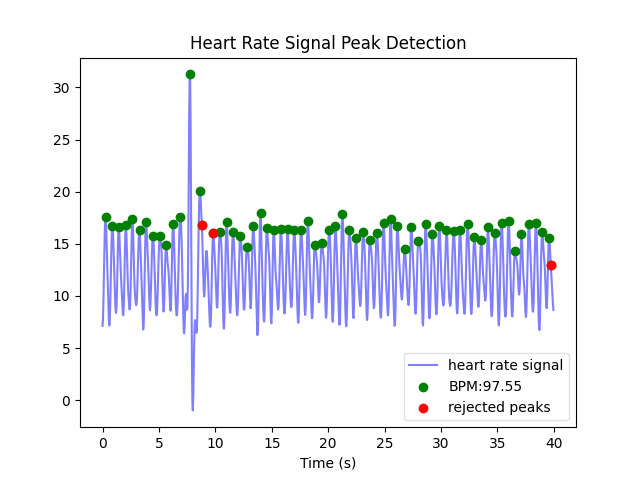 Heart Rate Signal Peak Detection
30
25
20
15
10
5
0
heart rate signal
BPM:97.55
rejected peaks
0 5 10 15 20 25 30 35 40
Time (s)